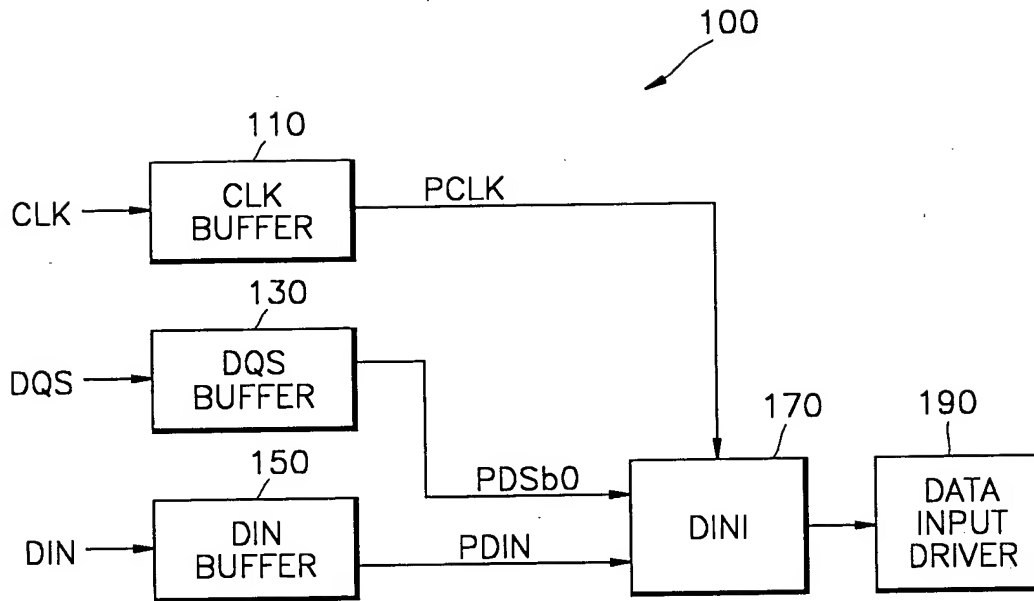 100
110
CLK
CLK
BUFFER
PCLK
130
DQS
DQS
BUFFER
170
190
150
PDSb0
DIN
DIN
BUFFER
PDIN
DINI
DATA
INPUT
DRIVER